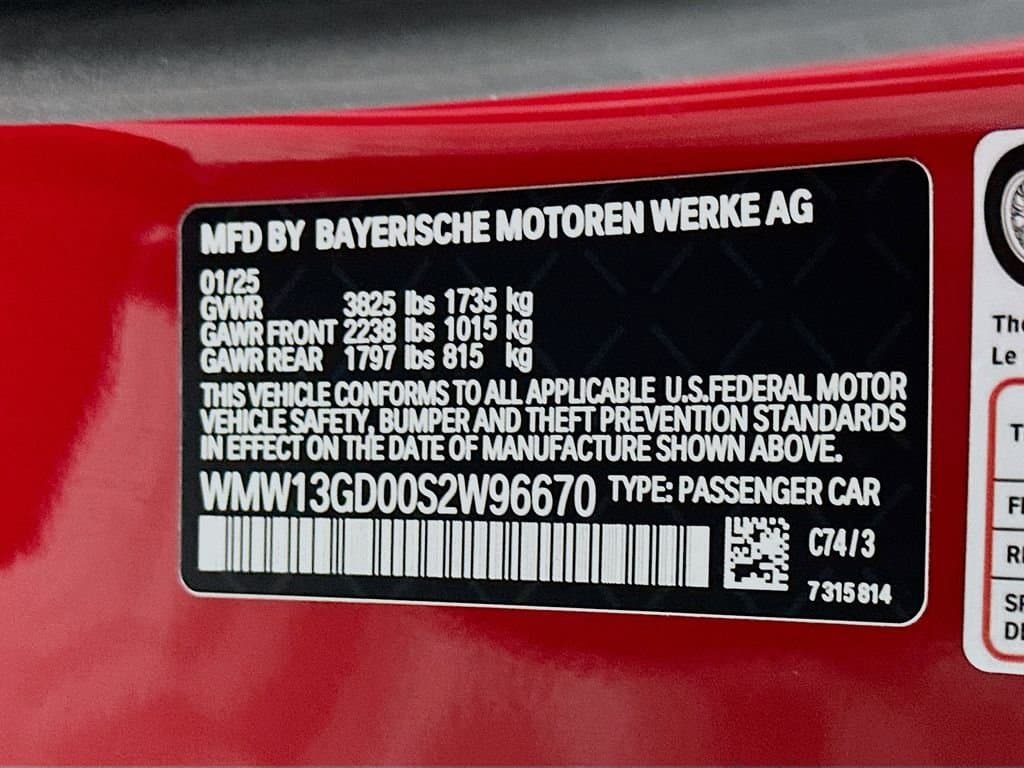 MFD BY BAYERISCHE MOTOREN WERKE AG
01/25
GVWR 3825 lbs 1735 kg
GAWR FRONT 2238 lbs 1015 kg
GAWR REAR 1797 lbs 815 kg
THIS VEHICLE CONFORMS TO ALL APPLICABLE U.S.FEDERAL MOTOR
VEHICLE SAFETY, BUMPER AND THEFT PREVENTION STANDARDS
IN EFFECT ON THE DATE OF MANUFACTURE SHOWN ABOVE.
WMW13GD00S2W96670 TYPE: PASSENGER CAR
C74/3
7315814
Le